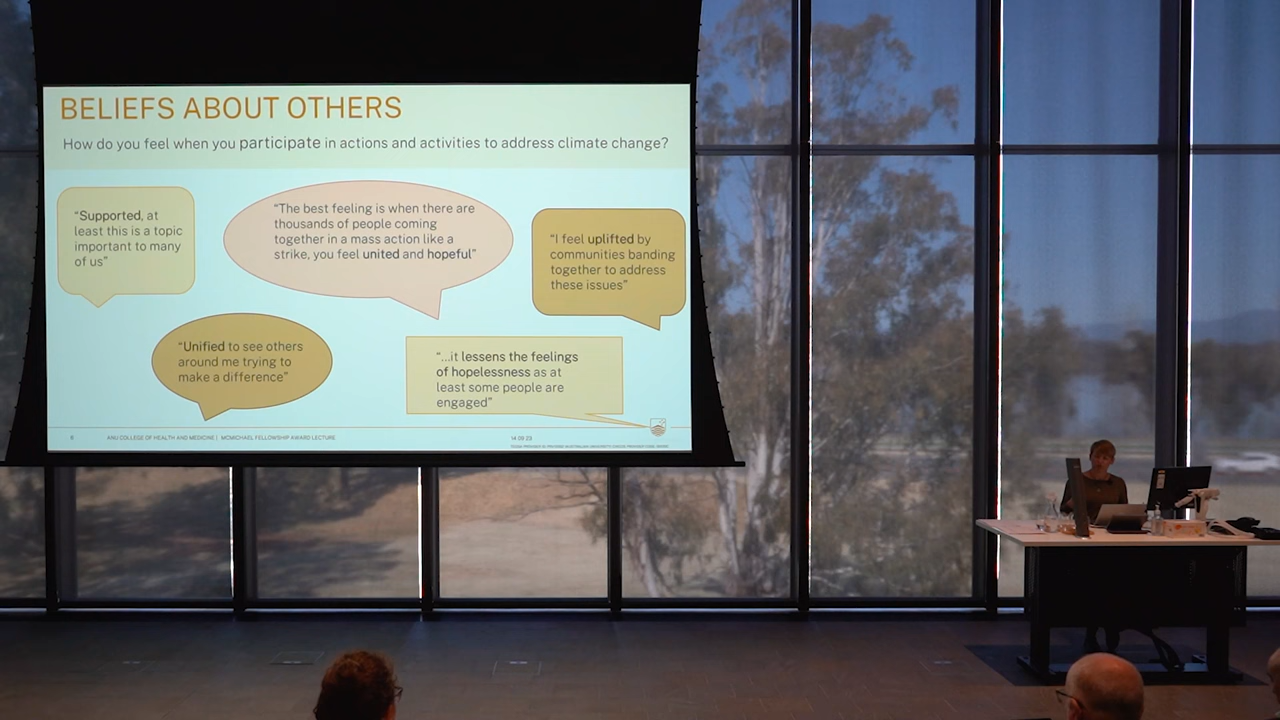 BELIEFS ABOUT OTHERS
How do you feel when you participate in actions and activities to address climate change?
“Supported, at
least this is a topic
important to many
of us”
“The best feeling is when there are
thousands of people coming
together in a mass action like a
strike, you feel united and hopeful”
“I feel uplifted by
communities banding
together to address
these issues”
“Unified to see others
around me trying to
make a difference”
“...it lessens the feelings
of hopelessness as at
least some people are
engaged”
ANU COLLEGE OF HEALTH AND MEDICINE | MCMICHAEL FELLOWSHIP AWARD LECTURE